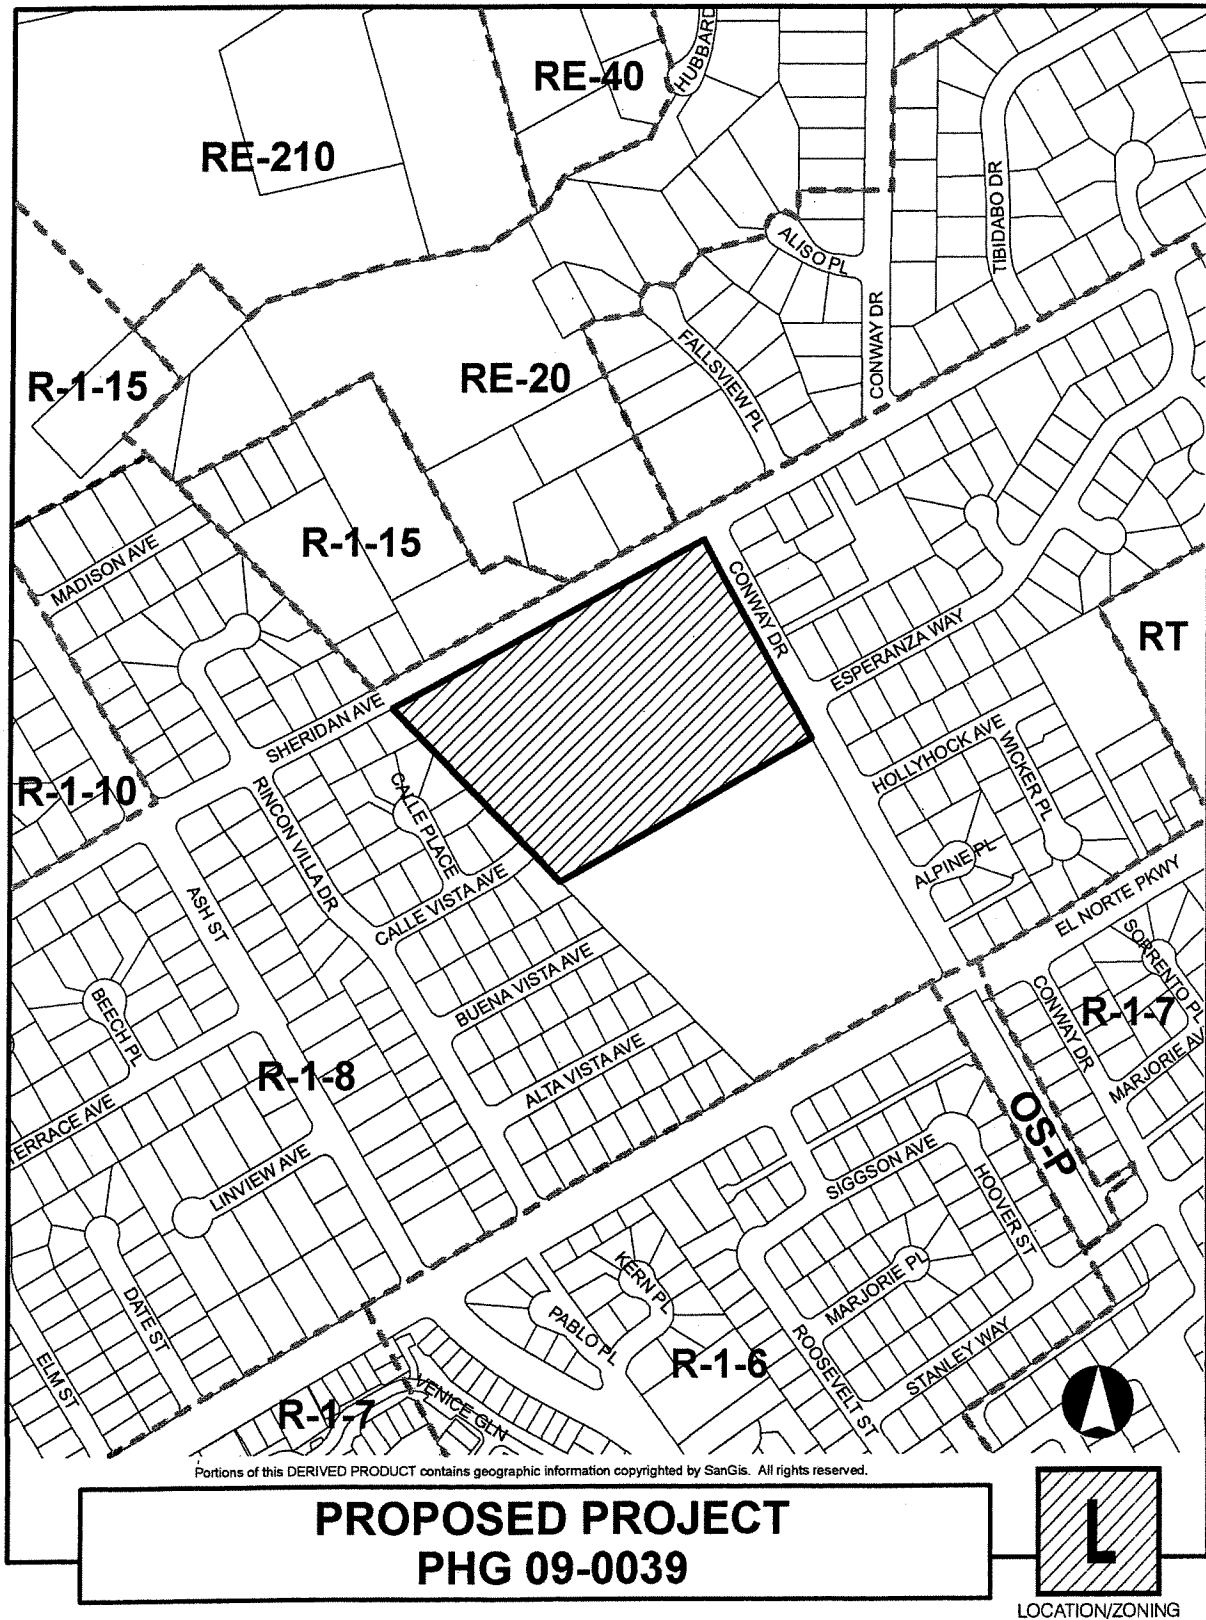 RE-40
HUBBARD
RE-210
TIBIDABO DR
ALISO PL
CONWAY DR
FALLSVIEW PL
R-1-15
RE-20
R-1-15
MADISON AVE
CONWAY DR
ESPERANZA WAY
RT
SHERIDAN AVE
HOLLYHOCK AVE
WICKER PL
R-1-10
RINCON VILLA DR
CALLE PLACE
CALLE VISTA AVE
ALPINE PL
EL NORTE PKWY
ASH ST
BUENA VISTA AVE
SORRENTO PL
BEECH PL
CONWAY DR
R-1-7
R-1-8
ALTA VISTA AVE
MARJORIE AV
ERRACE AVE
OS-P
LINVIEW AVE
SIGGSON AVE
HOOVER ST
KERN PL
MARJORIE PL
DATE ST
PABLO PL
ROOSEVELT ST
STANLEY WAY
ELM ST
R-1-6
R-1-7
VENICE GLN
Portions of this DERIVED PRODUCT contains geographic information copyrighted by SanGis. All rights reserved.
PROPOSED PROJECT
PHG 09-0039
L
LOCATION/ZONING